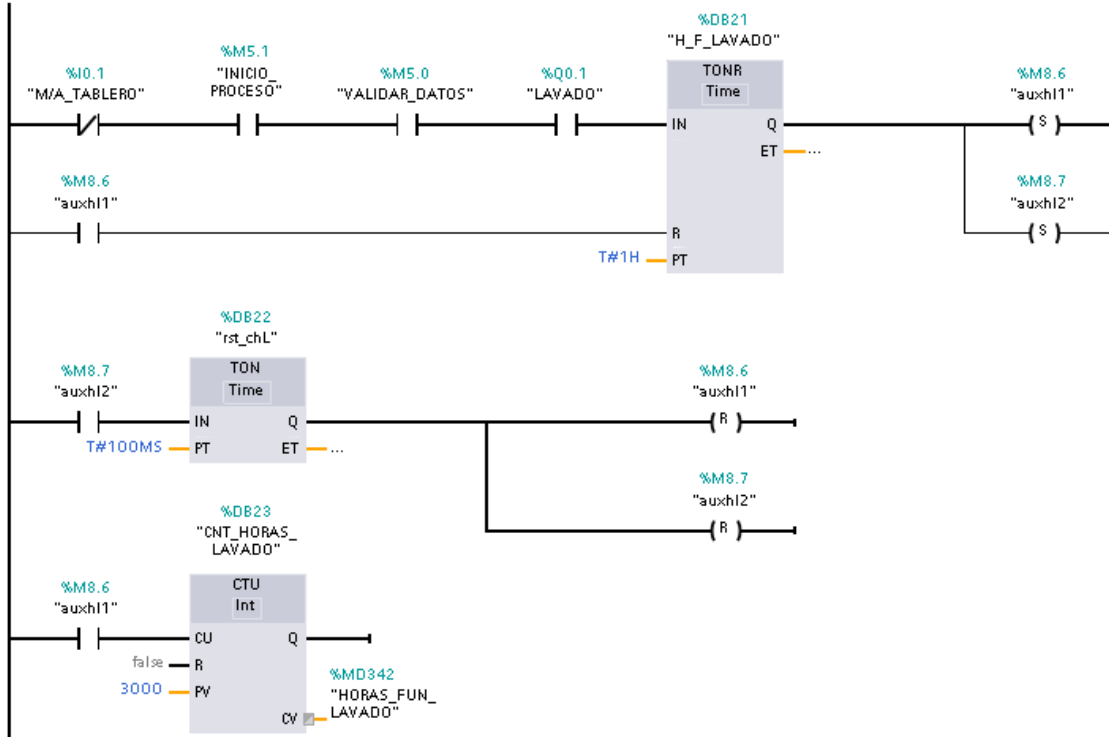 %DB21
"H_F_LAVADO"
%I0.1
"M/A_TABLERO"
%M5.1
"INICIO_
PROCESO"
%M5.0
"VALIDAR_DATOS"
%Q0.1
"LAVADO"
TONR
Time
IN
Q
ET
...
R
T#1H
PT
%M8.6
"auxhl1"
S
%M8.7
"auxhl2"
S
%M8.6
"auxhl1"
%DB22
"rst_chL"
%M8.7
"auxhl2"
TON
Time
IN
Q
T#100MS
PT
ET
...
%M8.6
"auxhl1"
R
%M8.7
"auxhl2"
R
%DB23
"CNT_HORAS_
LAVADO"
%M8.6
"auxhl1"
CTU
Int
CU
Q
false
R
3000
PV
CV
%MD342
"HORAS_FUN_
LAVADO"